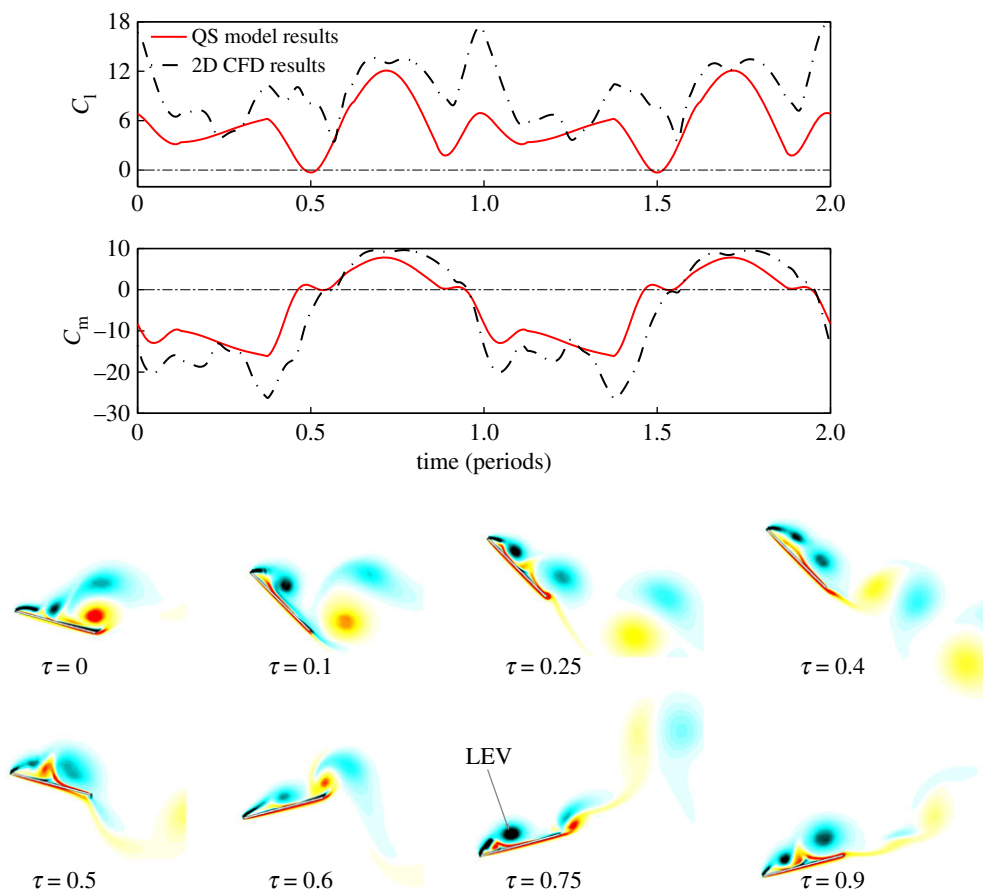 QS model results
2D CFD results
C_l
12
6
0
0 0.5 1.0 1.5 2.0
C_m
10
0
–10
–20
–30
0 0.5 1.0 1.5 2.0
time (periods)
τ = 0 τ = 0.1 τ = 0.25 τ = 0.4
LEV
τ = 0.5 τ = 0.6 τ = 0.75 τ = 0.9